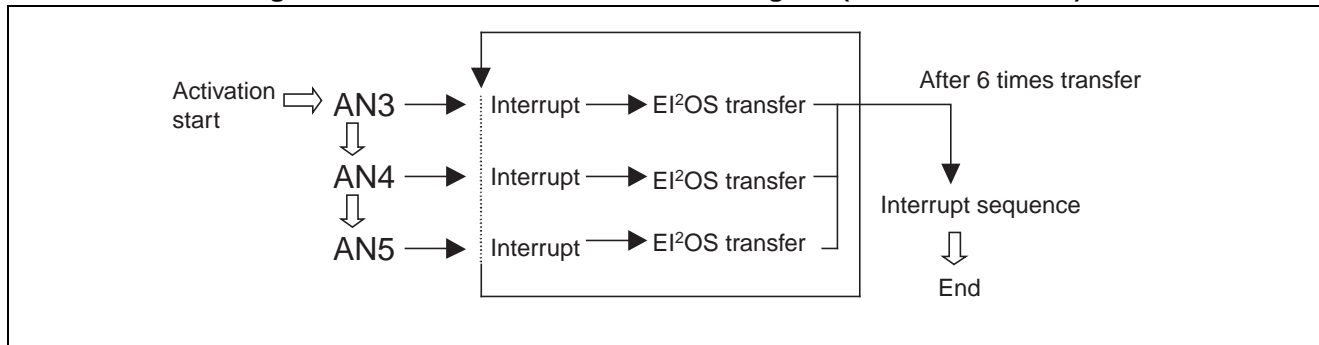 Activation
start
AN3
Interrupt
EI²OS transfer
After 6 times transfer
AN4
Interrupt
EI²OS transfer
Interrupt sequence
AN5
Interrupt
EI²OS transfer
End